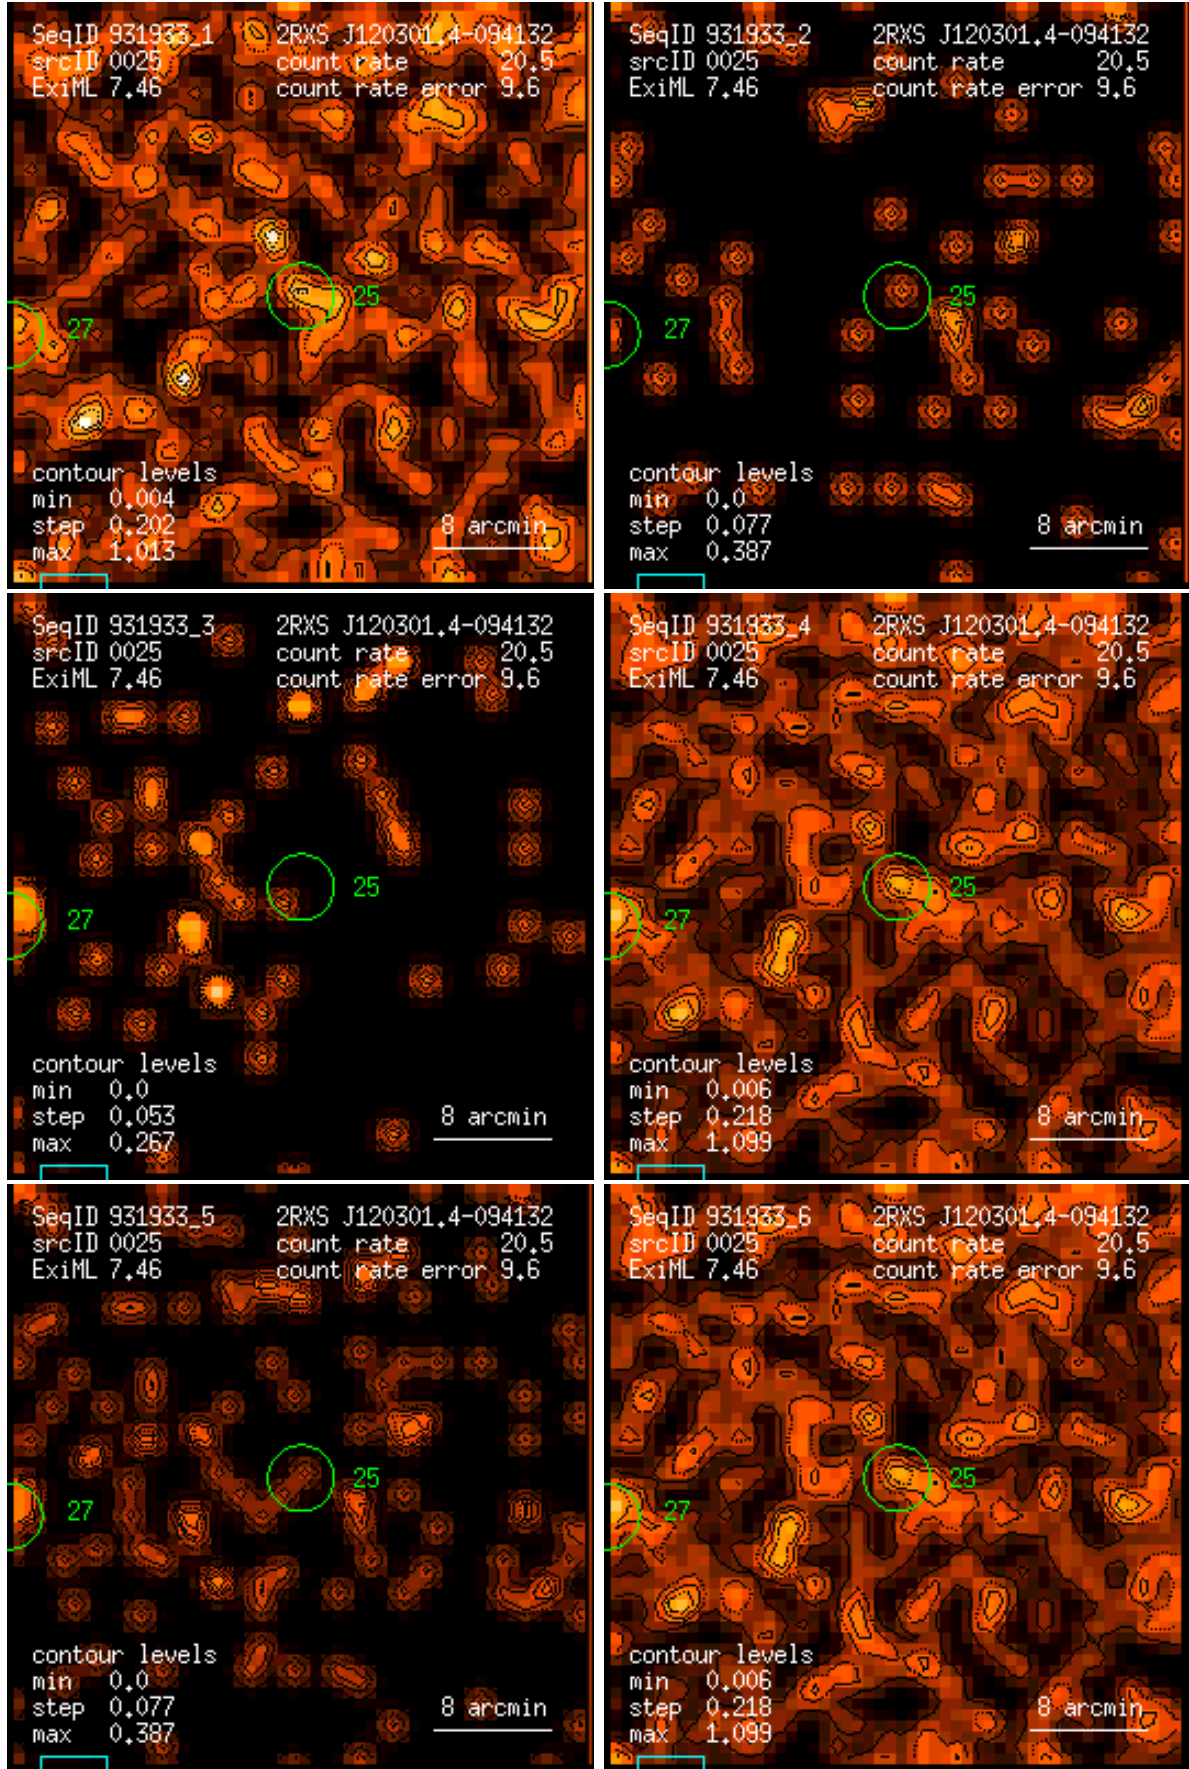 SeqID 931933_1 2RXS J120301.4-094132
srcID 0025 count rate 20.5
ExiML 7.46 count rate error 9.6
25
27
contour levels
min 0.004
step 0.202
max 1.013
8 arcmin
SeqID 931933_2 2RXS J120301.4-094132
srcID 0025 count rate 20.5
ExiML 7.46 count rate error 9.6
25
27
contour levels
min 0.0
step 0.077
max 0.387
8 arcmin
SeqID 931933_3 2RXS J120301.4-094132
srcID 0025 count rate 20.5
ExiML 7.46 count rate error 9.6
25
27
contour levels
min 0.0
step 0.053
max 0.267
8 arcmin
SeqID 931933_4 2RXS J120301.4-094132
srcID 0025 count rate 20.5
ExiML 7.46 count rate error 9.6
25
27
contour levels
min 0.006
step 0.218
max 1.099
8 arcmin
SeqID 931933_5 2RXS J120301.4-094132
srcID 0025 count rate 20.5
ExiML 7.46 count rate error 9.6
25
27
contour levels
min 0.0
step 0.077
max 0.387
8 arcmin
SeqID 931933_6 2RXS J120301.4-094132
srcID 0025 count rate 20.5
ExiML 7.46 count rate error 9.6
25
27
contour levels
min 0.006
step 0.218
max 1.099
8 arcmin